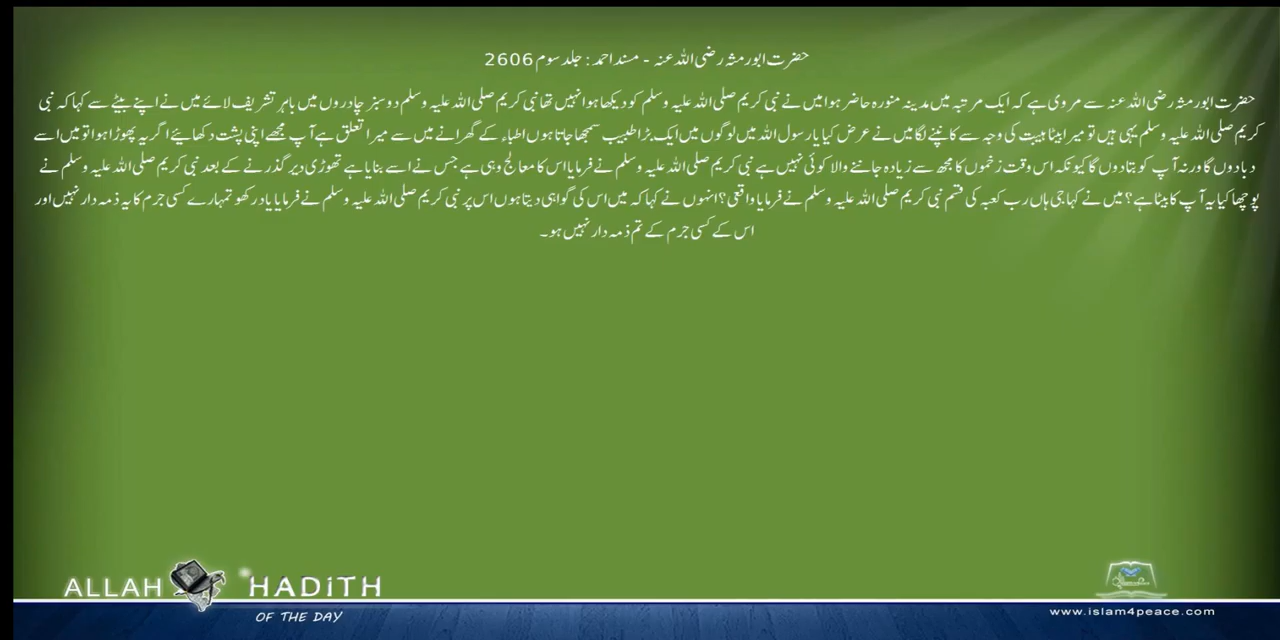 حضرت ابورمثہ رضی اللہ عنہ - مسند احمد : جلد سوم 2606
حضرت ابورمثہ رضی اللہ عنہ سے مروی ہے کہ ایک مرتبہ میں مدینہ منورہ حاضر ہوا میں نے نبی کریم صلی اللہ علیہ وسلم کو دیکھا ہوا نہیں تھا نبی کریم صلی اللہ علیہ وسلم دو سبز چادروں میں باہر تشریف لائے میں نے اپنے بیٹے سے کہا کہ نبی
کریم صلی اللہ علیہ وسلم یہی ہیں تو میرا بیٹا ہیبت کی وجہ سے کانپنے لگا میں نے عرض کیا یا رسول اللہ میں لوگوں میں ایک بڑا طبیب سمجھا جاتا ہوں اطباء کے گھرانے میں سے میرا تعلق ہے آپ مجھے اپنی پشت دکھائیے اگر یہ پھوڑا ہوا تو میں اسے
دبا دوں گا ورنہ آپ کو بتا دوں گا کیونکہ اس وقت زخموں کا مجھ سے زیادہ جاننے والا کوئی نہیں ہے نبی کریم صلی اللہ علیہ وسلم نے فرمایا اس کا معالج وہی ہے جس نے اسے بنایا ہے تھوڑی دیر گذرنے کے بعد نبی کریم صلی اللہ علیہ وسلم نے
پوچھا کیا یہ آپ کا بیٹا ہے؟ میں نے کہا جی ہاں رب کعبہ کی قسم نبی کریم صلی اللہ علیہ وسلم نے فرمایا واقعی؟ انہوں نے کہا کہ میں اس کی گواہی دیتا ہوں اس پر نبی کریم صلی اللہ علیہ وسلم نے فرمایا یاد رکھو تمہارے کسی جرم کا یہ ذمہ دار نہیں اور
اس کے کسی جرم کے تم ذمہ دار نہیں ہو۔
ALLAH HADITH
OF THE DAY
www.islam4peace.com